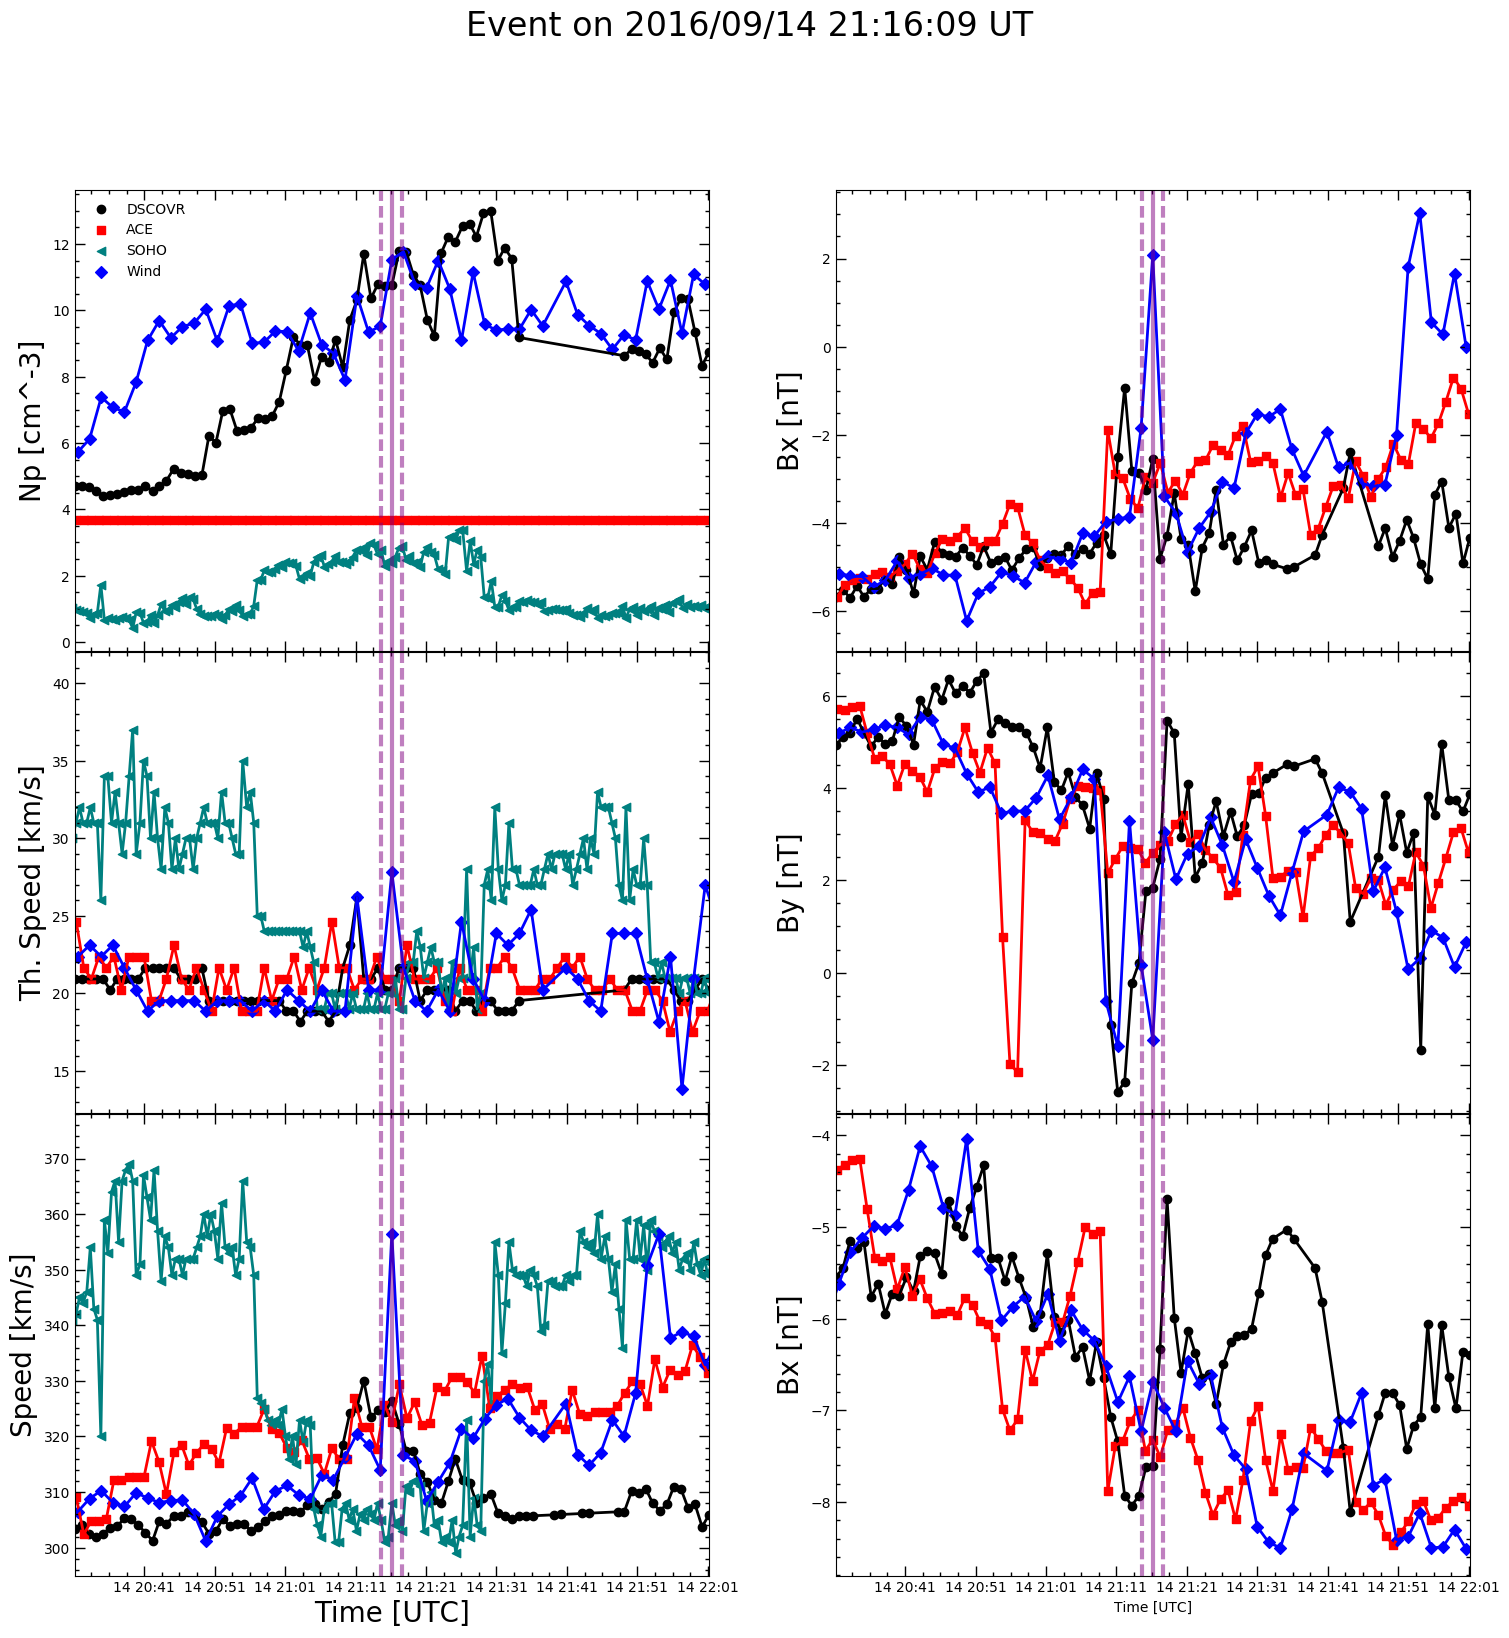 Event on 2016/09/14 21:16:09 UT
DSCOVR
ACE
SOHO
Wind
Np [cm^-3]
12
10
8
6
4
2
0
Th. Speed [km/s]
40
35
30
25
20
15
Speed [km/s]
370
360
350
340
330
320
310
300
14 20:41 14 20:51 14 21:01 14 21:11 14 21:21 14 21:31 14 21:41 14 21:51 14 22:01
Time [UTC]
Bx [nT]
2
0
−2
−4
−6
By [nT]
6
4
2
0
−2
Bx [nT]
−4
−5
−6
−7
−8
14 20:41 14 20:51 14 21:01 14 21:11 14 21:21 14 21:31 14 21:41 14 21:51 14 22:01
Time [UTC]